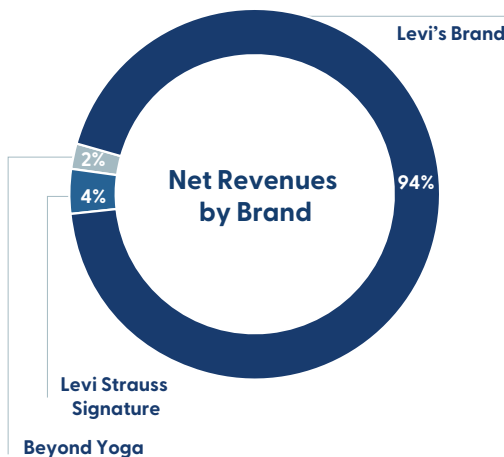 Levi's Brand
2%
94%
4%
Net Revenues
by Brand
Levi Strauss
Signature
Beyond Yoga